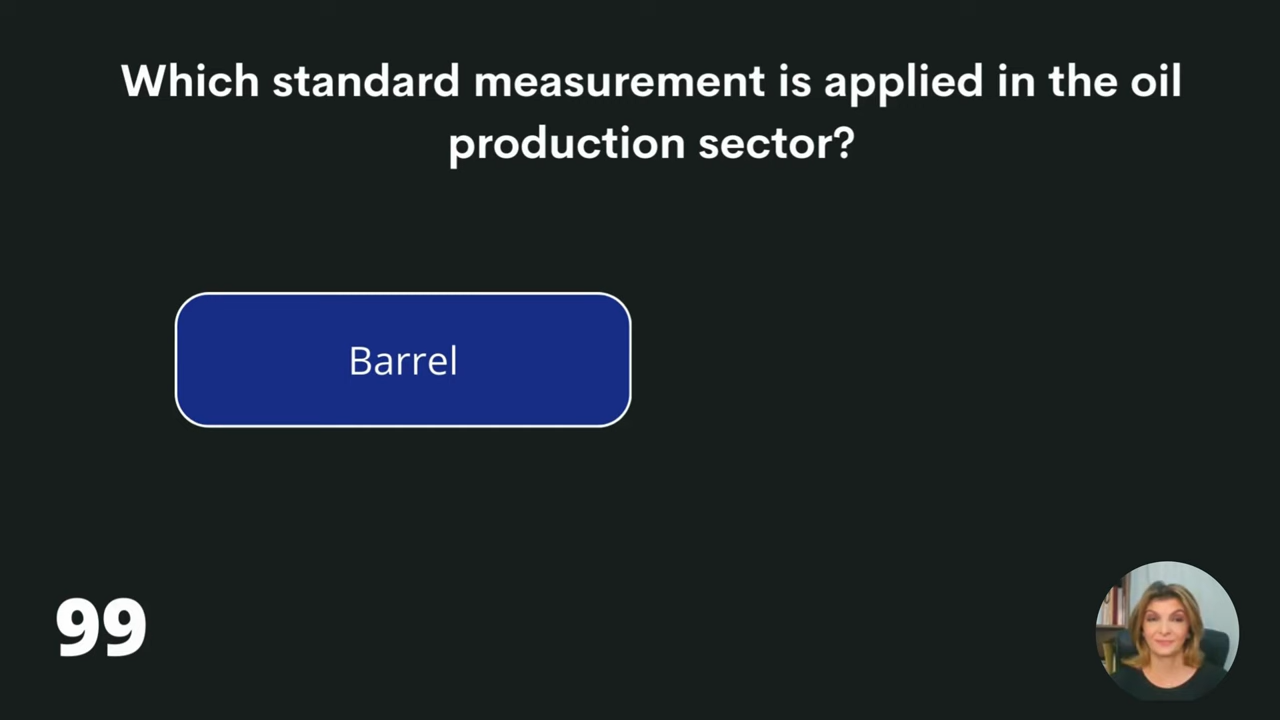 Which standard measurement is applied in the oil
production sector?
Barrel
99